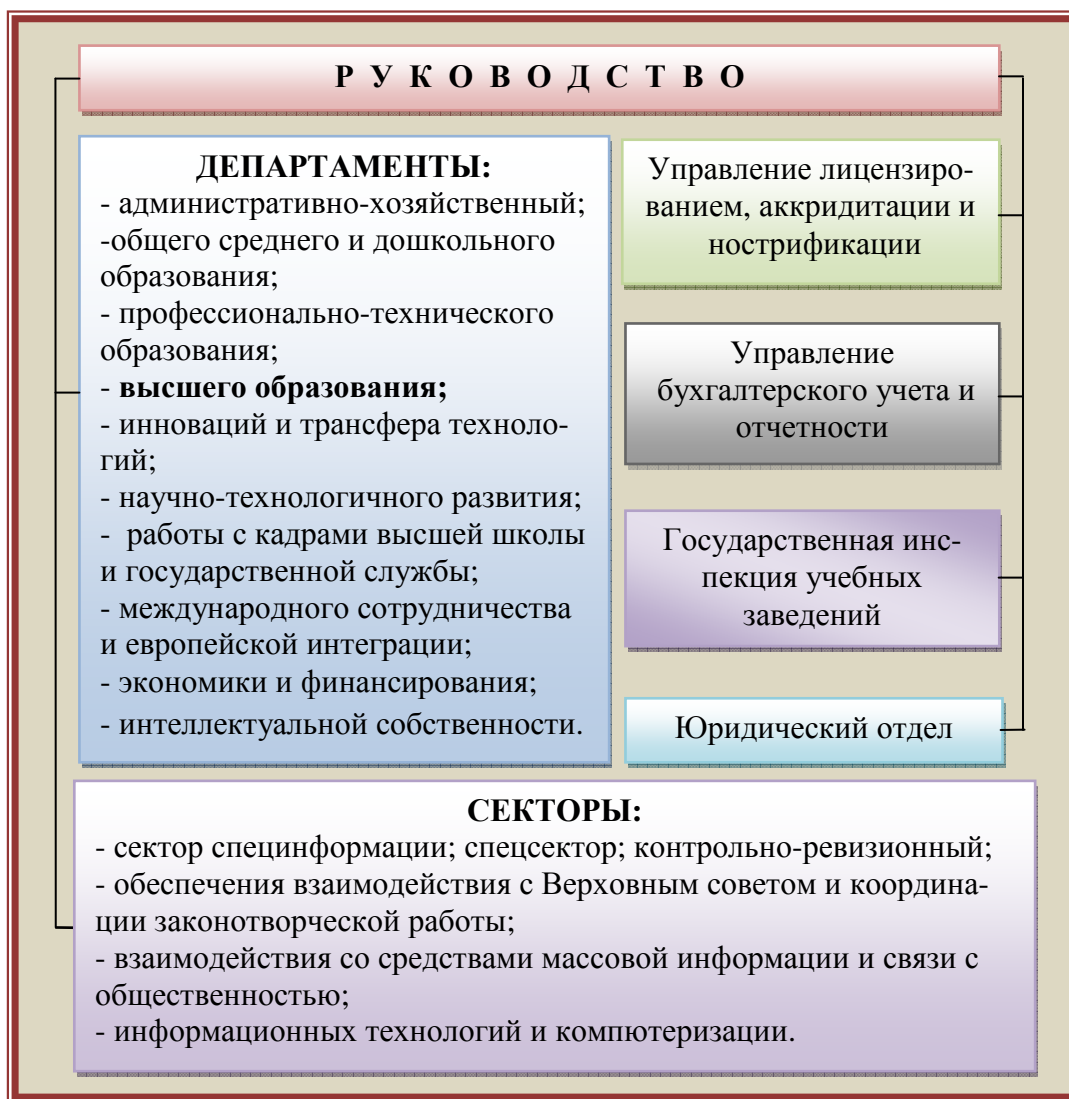 Р У К О В О Д С Т В О
ДЕПАРТАМЕНТЫ:
- административно-хозяйственный;
-общего среднего и дошкольного
образования;
- профессионально-технического
образования;
- высшего образования;
- инноваций и трансфера техноло-
гий;
- научно-технологичного развития;
- работы с кадрами высшей школы
и государственной службы;
- международного сотрудничества
и европейской интеграции;
- экономики и финансирования;
- интеллектуальной собственности.
Управление лицензиро-
ванием, аккридитации и
нострификации
Управление
бухгалтерского учета и
отчетности
Государственная инс-
пекция учебных
заведений
Юридический отдел
СЕКТОРЫ:
- сектор специнформации; спецсектор; контрольно-ревизионный;
- обеспечения взаимодействия с Верховным советом и координа-
ции законотворческой работы;
- взаимодействия со средствами массовой информации и связи с
общественностью;
- информационных технологий и компютеризации.